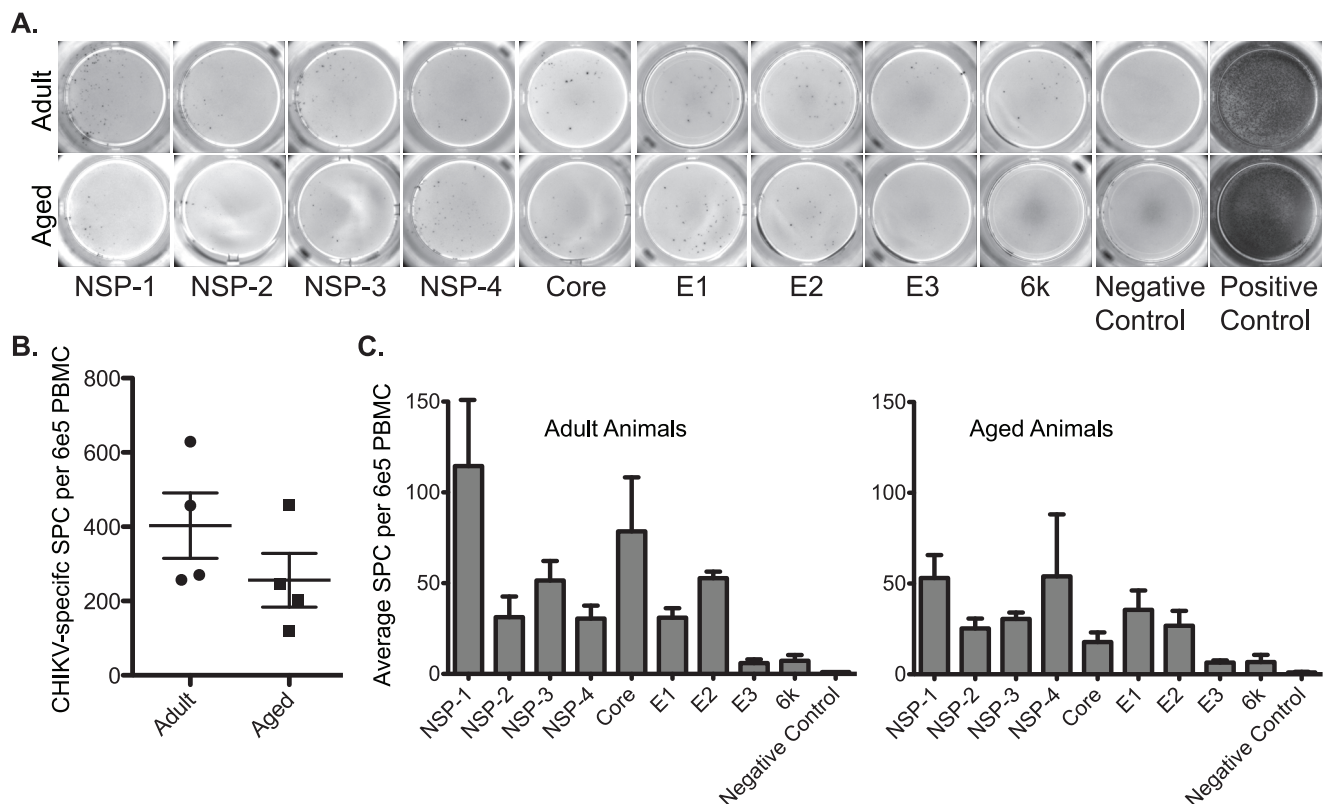 A.
Adult
Aged
NSP-1 NSP-2 NSP-3 NSP-4 Core E1 E2 E3 6k Negative Control Positive Control
B.
CHIKV-specifc SPC per 6e5 PBMC
800
600
400
200
0
Adult Aged
C.
Average SPC per 6e5 PBMC
Adult Animals
150
100
50
0
NSP-1 NSP-2 NSP-3 NSP-4 Core E1 E2 E3 6k Negative Control
Aged Animals
150
100
50
0
NSP-1 NSP-2 NSP-3 NSP-4 Core E1 E2 E3 6k Negative Control